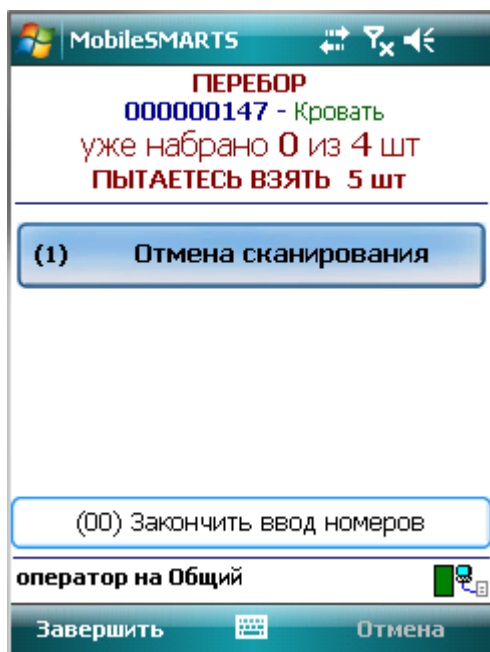 MobileSMARTS
ПЕРЕБОР
000000147 - Кровать
уже набрано 0 из 4 шт
ПЫТАЕТЕСЬ ВЗЯТЬ 5 шт
(1) Отмена сканирования
(00) Закончить ввод номеров
оператор на Общий
Завершить Отмена